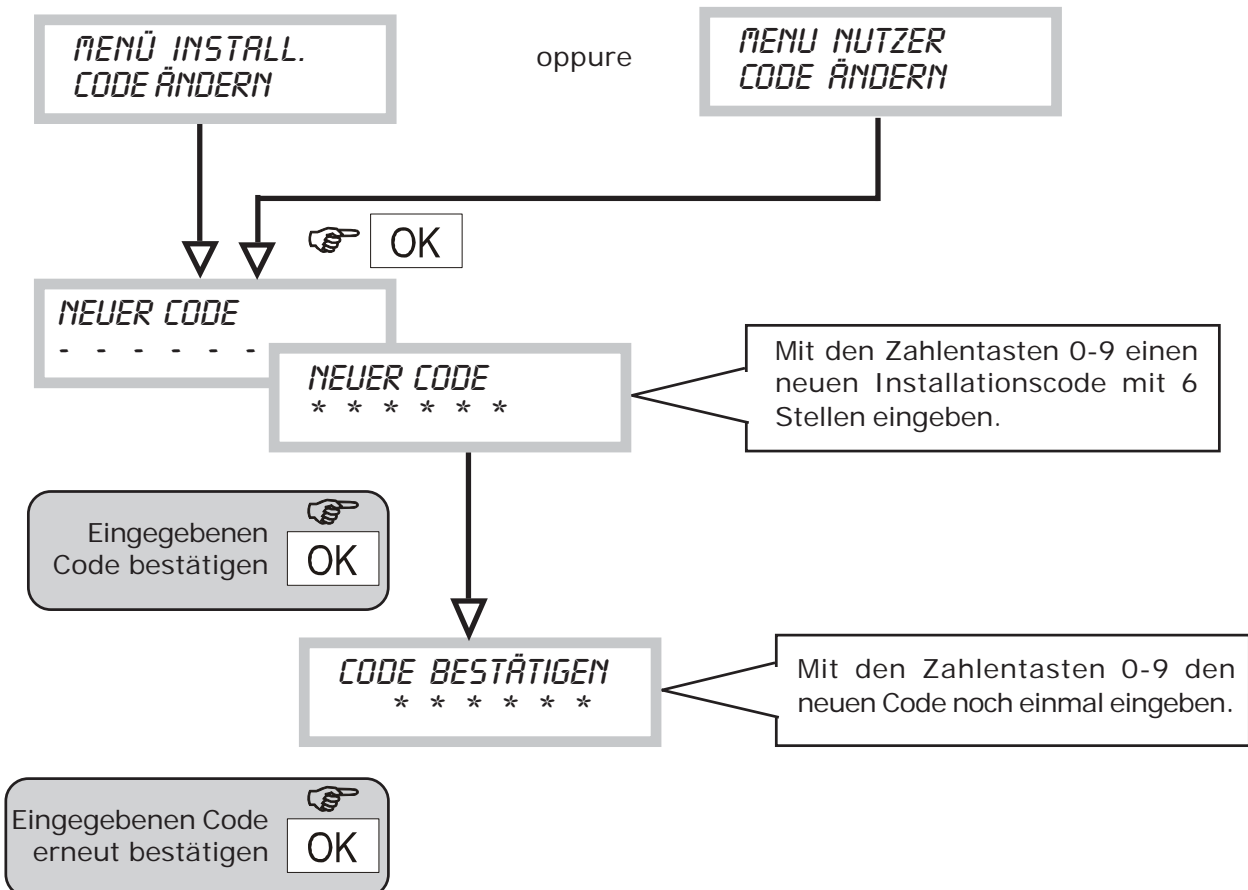 MENÜ INSTALL.
CODE ÄNDERN
oppure
MENU NUTZER
CODE ÄNDERN
OK
NEUER CODE
- - - - - -
NEUER CODE
* * * * * *
Mit den Zahlentasten 0-9 einen
neuen Installationscode mit 6
Stellen eingeben.
Eingegebenen
Code bestätigen
OK
CODE BESTÄTIGEN
* * * * * *
Mit den Zahlentasten 0-9 den
neuen Code noch einmal eingeben.
Eingegebenen Code
erneut bestätigen
OK